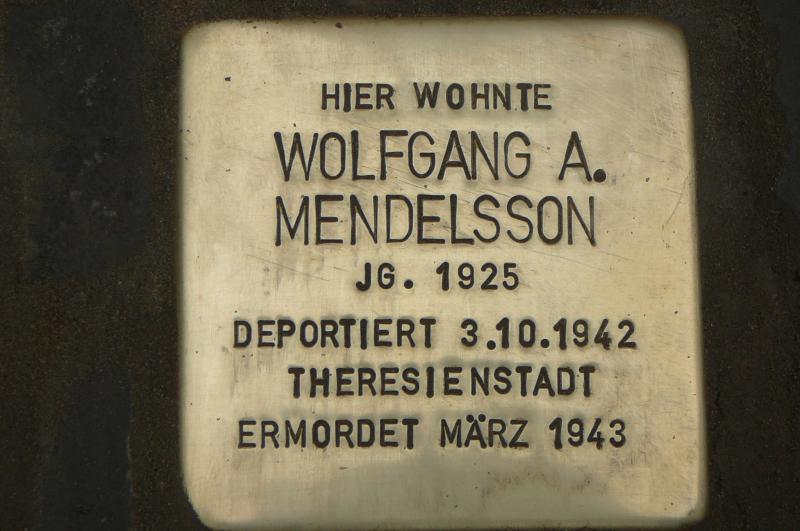 HIER WOHNTE
WOLFGANG A.
MENDELSSON
JG. 1925
DEPORTIERT 3.10.1942
THERESIENSTADT
ERMORDET MÄRZ 1943